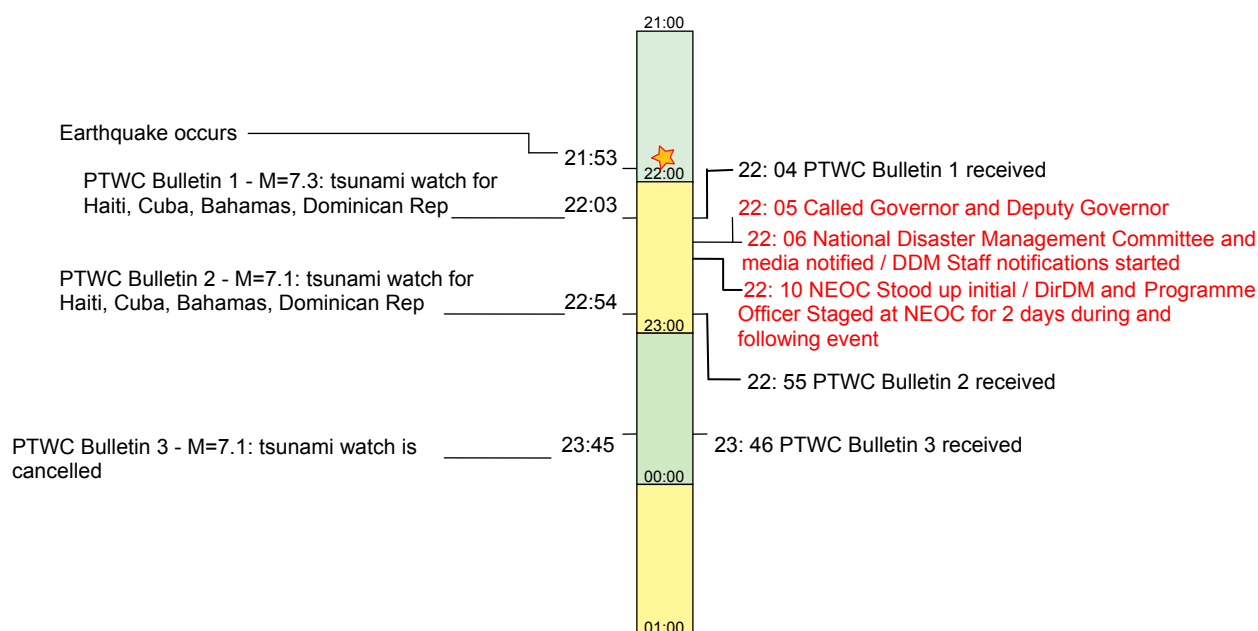 21:00
Earthquake occurs
21:53
22:00
PTWC Bulletin 1 - M=7.3: tsunami watch for
Haiti, Cuba, Bahamas, Dominican Rep
22:03
22: 04 PTWC Bulletin 1 received
22: 05 Called Governor and Deputy Governor
22: 06 National Disaster Management Committee and
media notified / DDM Staff notifications started
22: 10 NEOC Stood up initial / DirDM and Programme
Officer Staged at NEOC for 2 days during and
following event
PTWC Bulletin 2 - M=7.1: tsunami watch for
Haiti, Cuba, Bahamas, Dominican Rep
22:54
23:00
22: 55 PTWC Bulletin 2 received
PTWC Bulletin 3 - M=7.1: tsunami watch is
cancelled
23:45
23: 46 PTWC Bulletin 3 received
00:00
01:00